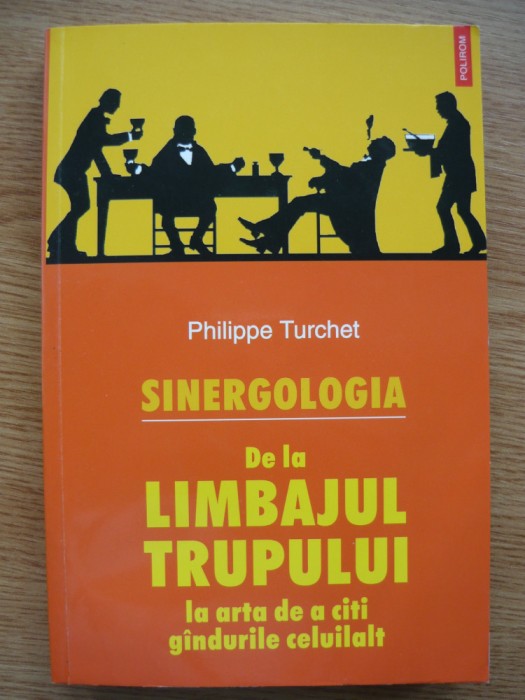 POLIROM
Philippe Turchet
SINERGOLOGIA
De la
LIMBAJUL
TRUPULUI
la arta de a citi
gîndurile celuilalt